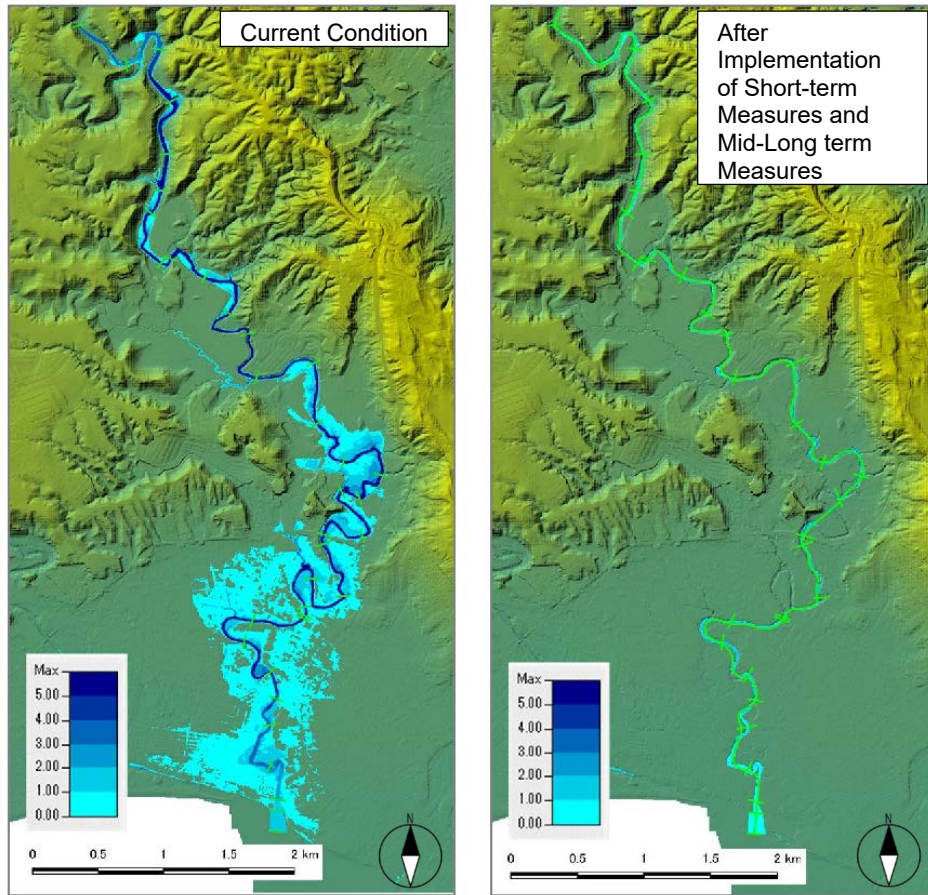 Current Condition
Max
5.00
4.00
3.00
2.00
1.00
0.00
N
0 0.5 1 1.5 2 km
After
Implementation
of Short-term
Measures and
Mid-Long term
Measures
Max
5.00
4.00
3.00
2.00
1.00
0.00
N
0 0.5 1 1.5 2 km